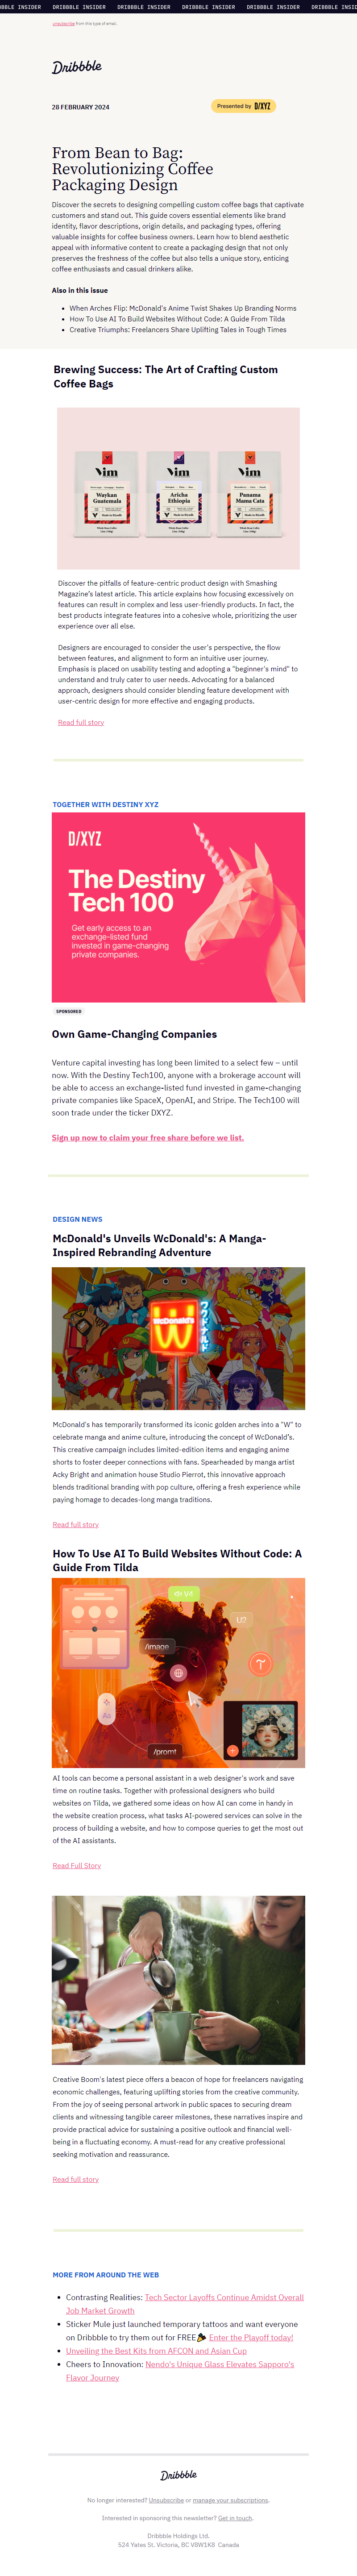 BBBLE INSIDER DRIBBBLE INSIDER DRIBBBLE INSIDER DRIBBBLE INSIDER DRIBBBLE INSIDER DRIBBBLE INSID
unsubscribe from this type of email.
Dribbble
28 FEBRUARY 2024
Presented by D/XYZ
From Bean to Bag:
Revolutionizing Coffee
Packaging Design
Discover the secrets to designing compelling custom coffee bags that captivate
customers and stand out. This guide covers essential elements like brand
identity, flavor descriptions, origin details, and packaging types, offering
valuable insights for coffee business owners. Learn how to blend aesthetic
appeal with informative content to create a packaging design that not only
preserves the freshness of the coffee but also tells a unique story, enticing
coffee enthusiasts and casual drinkers alike.
Also in this issue
• When Arches Flip: McDonald's Anime Twist Shakes Up Branding Norms
• How To Use AI To Build Websites Without Code: A Guide From Tilda
• Creative Triumphs: Freelancers Share Uplifting Tales in Tough Times
Brewing Success: The Art of Crafting Custom
Coffee Bags
Vim Vim Vim
Waykan
Guatemala
Aricha
Ethiopia
Panama
Mama Cata
Discover the pitfalls of feature-centric product design with Smashing
Magazine's latest article. This article explains how focusing excessively on
features can result in complex and less user-friendly products. In fact, the
best products integrate features into a cohesive whole, prioritizing the user
experience over all else.
Designers are encouraged to consider the user's perspective, the flow
between features, and alignment to form an intuitive user journey.
Emphasis is placed on usability testing and adopting a "beginner's mind" to
understand and truly cater to user needs. Advocating for a balanced
approach, designers should consider blending feature development with
user-centric design for more effective and engaging products.
Read full story
TOGETHER WITH DESTINY XYZ
D/XYZ
The Destiny
Tech 100
Get early access to an
exchange-listed fund
invested in game-changing
private companies.
SPONSORED
Own Game-Changing Companies
Venture capital investing has long been limited to a select few – until
now. With the Destiny Tech100, anyone with a brokerage account will
be able to access an exchange-listed fund invested in game-changing
private companies like SpaceX, OpenAI, and Stripe. The Tech100 will
soon trade under the ticker DXYZ.
Sign up now to claim your free share before we list.
DESIGN NEWS
McDonald's Unveils WcDonald's: A Manga-
Inspired Rebranding Adventure
WcDonald's
ワクドナルド
McDonald's has temporarily transformed its iconic golden arches into a "W" to
celebrate manga and anime culture, introducing the concept of WcDonald's.
This creative campaign includes limited-edition items and engaging anime
shorts to foster deeper connections with fans. Spearheaded by manga artist
Acky Bright and animation house Studio Pierrot, this innovative approach
blends traditional branding with pop culture, offering a fresh experience while
paying homage to decades-long manga traditions.
Read full story
How To Use AI To Build Websites Without Code: A
Guide From Tilda
/image
Aa
/promt
AI tools can become a personal assistant in a web designer's work and save
time on routine tasks. Together with professional designers who build
websites on Tilda, we gathered some ideas on how AI can come in handy in
the website creation process, what tasks AI-powered services can solve in the
process of building a website, and how to compose queries to get the most out
of the AI assistants.
Read Full Story
Creative Boom's latest piece offers a beacon of hope for freelancers navigating
economic challenges, featuring uplifting stories from the creative community.
From the joy of seeing personal artwork in public spaces to securing dream
clients and witnessing tangible career milestones, these narratives inspire and
provide practical advice for sustaining a positive outlook and financial well-
being in a fluctuating economy. A must-read for any creative professional
seeking motivation and reassurance.
Read full story
MORE FROM AROUND THE WEB
• Contrasting Realities: Tech Sector Layoffs Continue Amidst Overall
Job Market Growth
• Sticker Mule just launched temporary tattoos and want everyone
on Dribbble to try them out for FREE🎉 Enter the Playoff today!
• Unveiling the Best Kits from AFCON and Asian Cup
• Cheers to Innovation: Nendo's Unique Glass Elevates Sapporo's
Flavor Journey
Dribbble
No longer interested? Unsubscribe or manage your subscriptions.
Interested in sponsoring this newsletter? Get in touch.
Dribbble Holdings Ltd.
524 Yates St. Victoria, BC V8W1K8 Canada